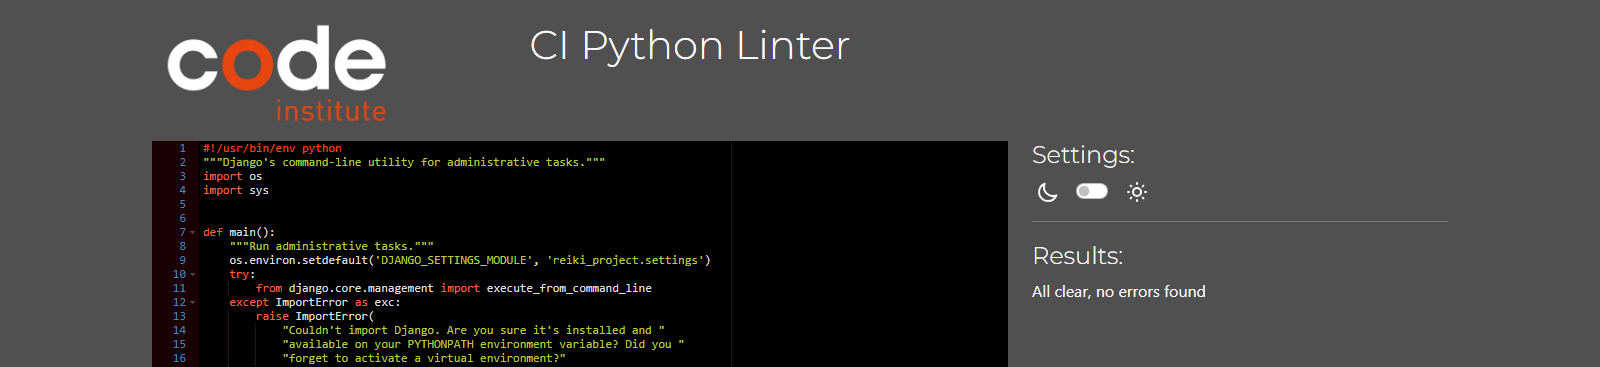 code
institute
CI Python Linter
1 #!/usr/bin/env python
2 """Django's command-line utility for administrative tasks."""
3 import os
4 import sys
5
6
7 def main():
8     """Run administrative tasks."""
9     os.environ.setdefault('DJANGO_SETTINGS_MODULE', 'reiki_project.settings')
10     try:
11         from django.core.management import execute_from_command_line
12     except ImportError as exc:
13         raise ImportError(
14             "Couldn't import Django. Are you sure it's installed and "
15             "available on your PYTHONPATH environment variable? Did you "
16             "forget to activate a virtual environment?"
Settings:
Results:
All clear, no errors found